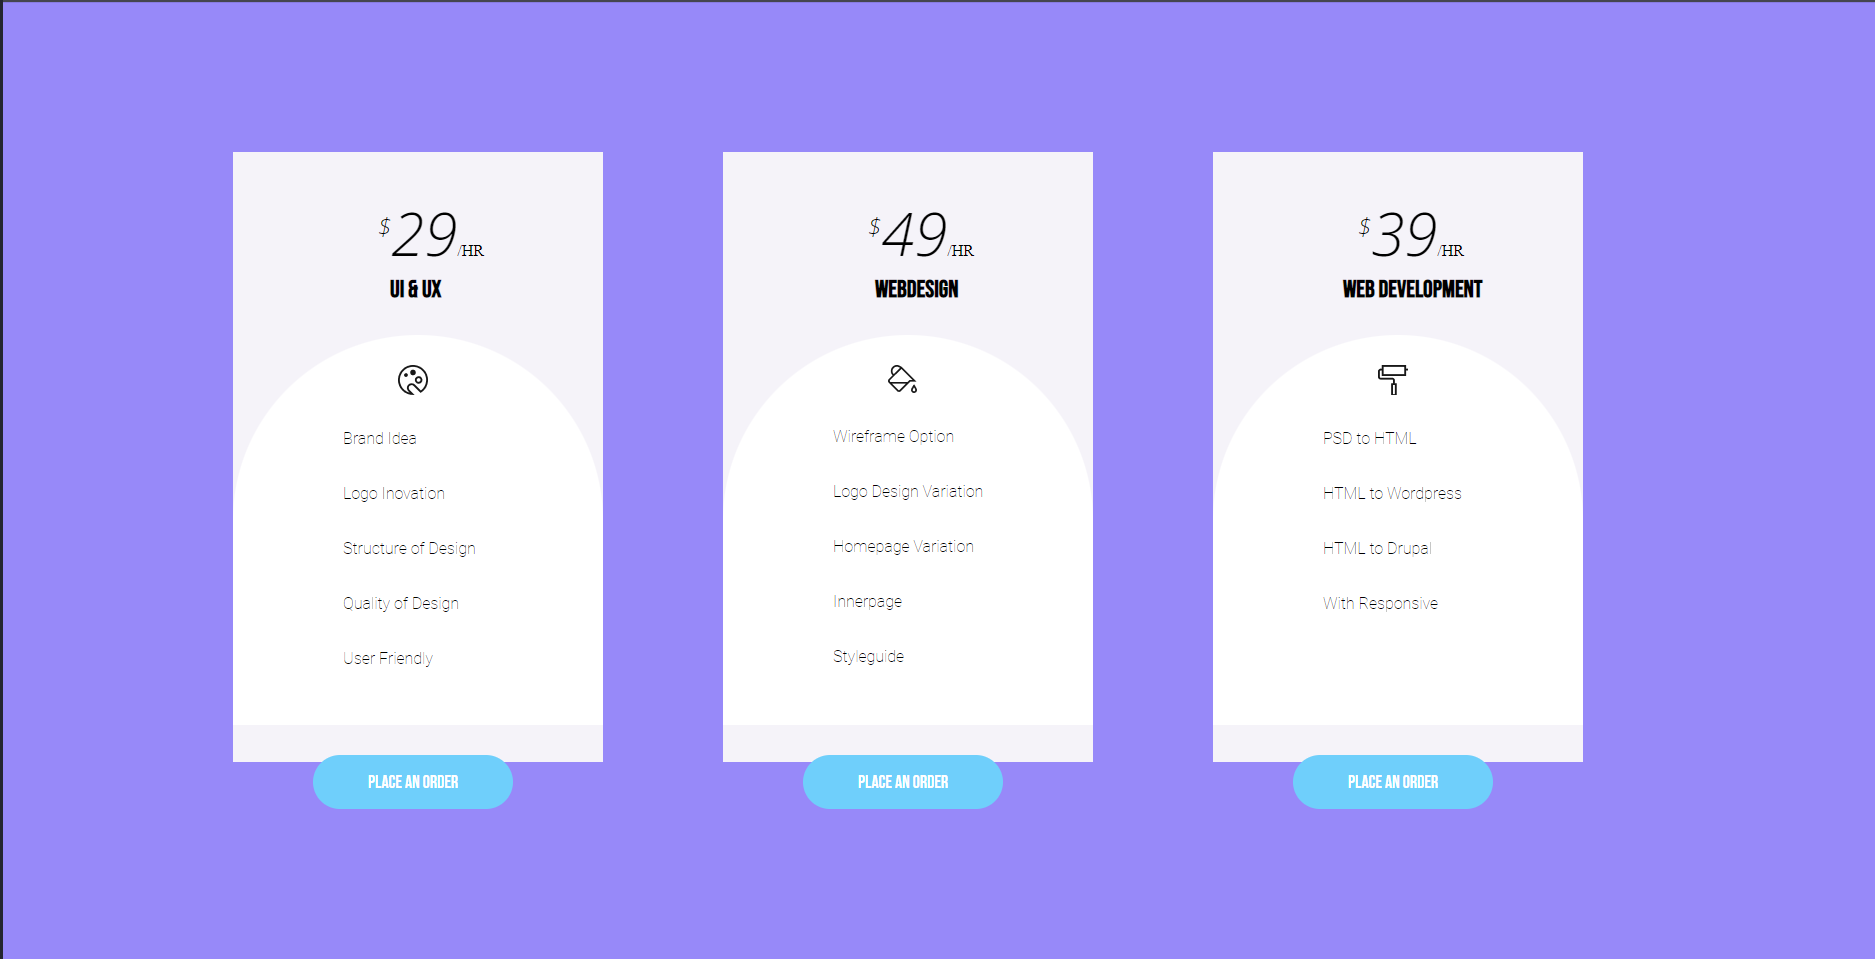 $29/HR
UI & UX
Brand Idea
Logo Inovation
Structure of Design
Quality of Design
User Friendly
PLACE AN ORDER
$49/HR
WEBDESIGN
Wireframe Option
Logo Design Variation
Homepage Variation
Innerpage
Styleguide
PLACE AN ORDER
$39/HR
WEB DEVELOPMENT
PSD to HTML
HTML to Wordpress
HTML to Drupal
With Responsive
PLACE AN ORDER